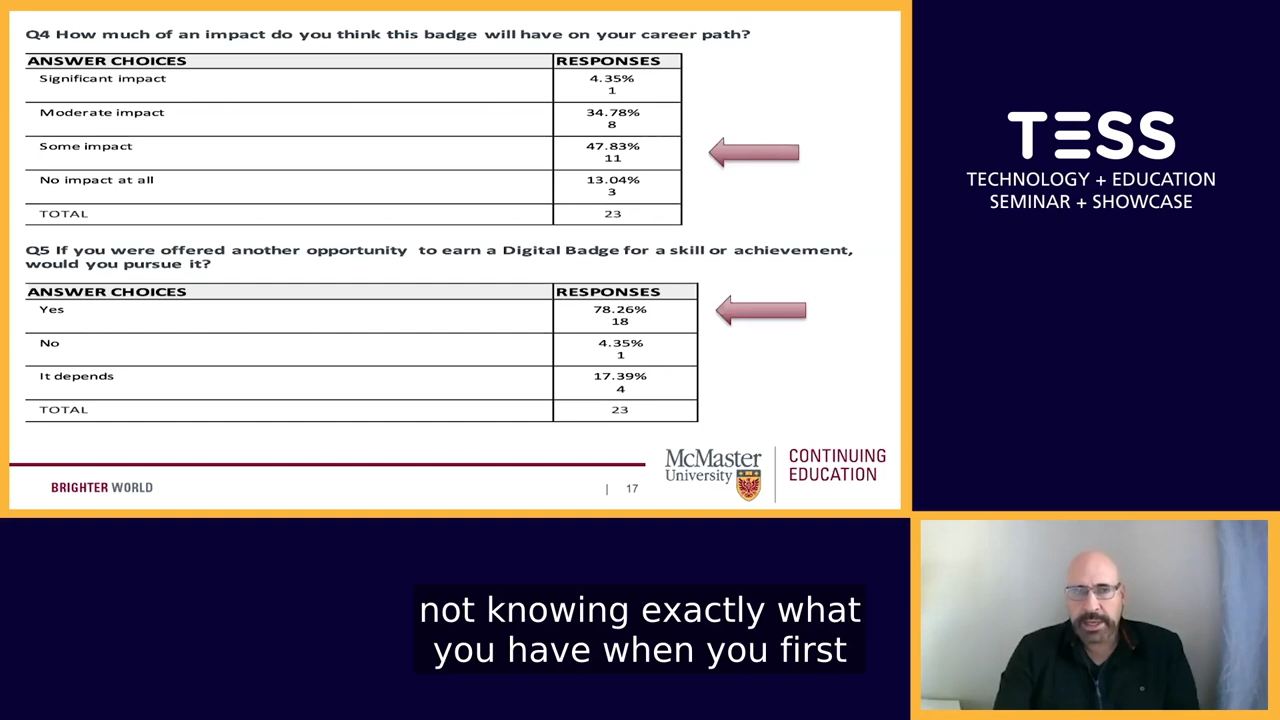 Q4 How much of an impact do you think this badge will have on your career path?
ANSWER CHOICES RESPONSES
Significant impact 4.35%
1
Moderate impact 34.78%
8
Some impact 47.83%
11
No impact at all 13.04%
3
TOTAL 23
Q5 If you were offered another opportunity to earn a Digital Badge for a skill or achievement,
would you pursue it?
ANSWER CHOICES RESPONSES
Yes 78.26%
18
No 4.35%
1
It depends 17.39%
4
TOTAL 23
BRIGHTER WORLD
| 17
McMaster
University
CONTINUING
EDUCATION
TESS
TECHNOLOGY + EDUCATION
SEMINAR + SHOWCASE
not knowing exactly what
you have when you first